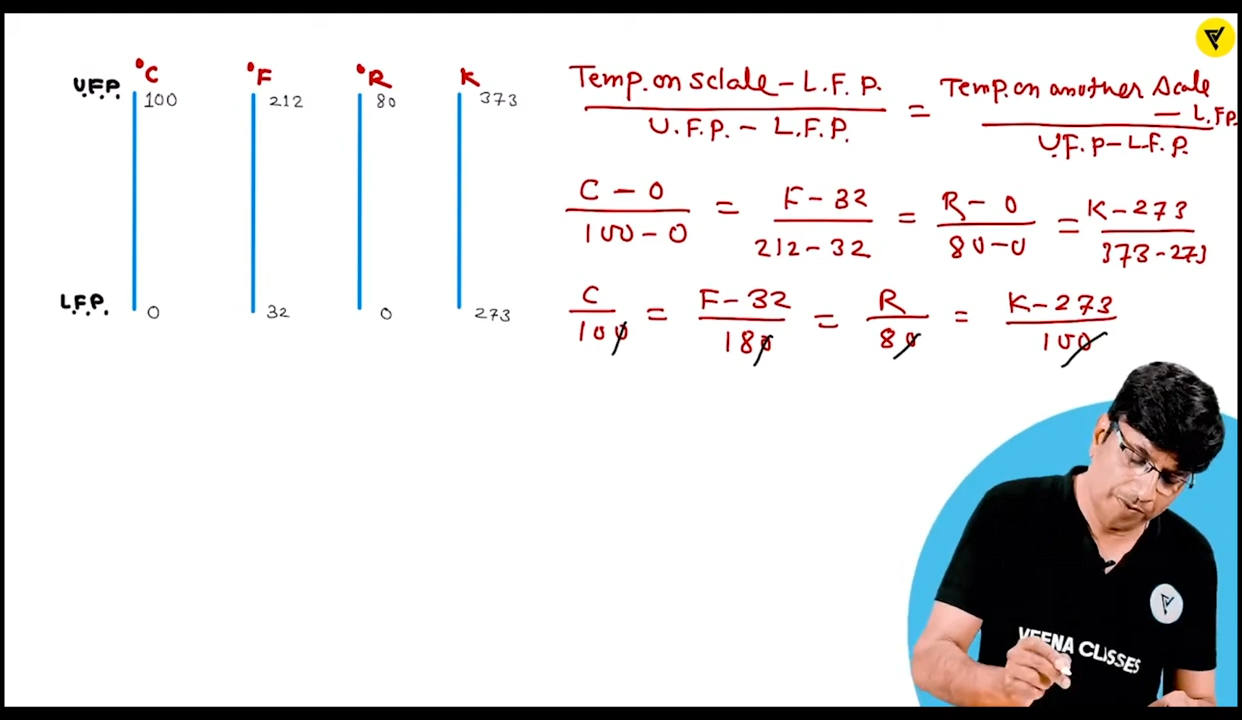 °C °F °R K
U.F.P. 100 212 80 373
L.F.P. 0 32 0 273
Temp. on sclale - L.F.P. / U.F.P. - L.F.P. = Temp. on another Scale - L.F.P. / U.F.P - L.F.P.
C - 0 / 100 - 0 = F - 32 / 212 - 32 = R - 0 / 80 - 0 = K - 273 / 373 - 273
C / 100 = F - 32 / 180 = R / 80 = K - 273 / 100
VEENA CLASSES